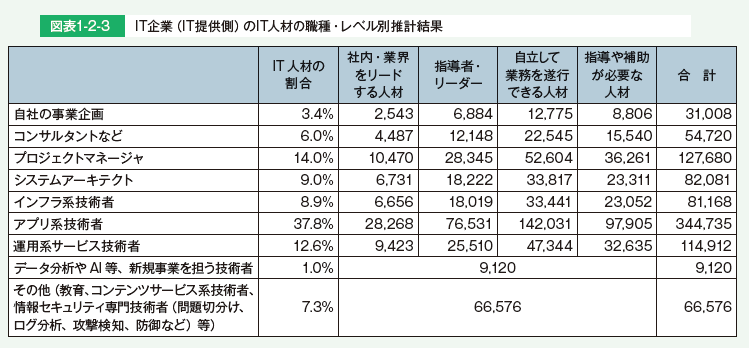 図表1-2-3 IT企業（IT提供側）のIT人材の職種・レベル別推計結果
IT人材の割合 社内・業界をリードする人材 指導者・リーダー 自立して業務を遂行できる人材 指導や補助が必要な人材 合計
自社の事業企画 3.4% 2,543 6,884 12,775 8,806 31,008
コンサルタントなど 6.0% 4,487 12,148 22,545 15,540 54,720
プロジェクトマネージャ 14.0% 10,470 28,345 52,604 36,261 127,680
システムアーキテクト 9.0% 6,731 18,222 33,817 23,311 82,081
インフラ系技術者 8.9% 6,656 18,019 33,441 23,052 81,168
アプリ系技術者 37.8% 28,268 76,531 142,031 97,905 344,735
運用系サービス技術者 12.6% 9,423 25,510 47,344 32,635 114,912
データ分析やAI等、新規事業を担う技術者 1.0% 9,120 9,120
その他（教育、コンテンツサービス系技術者、
情報セキュリティ専門技術者（問題切分け、 7.3% 66,576 66,576
ログ分析、攻撃検知、防御など）等）